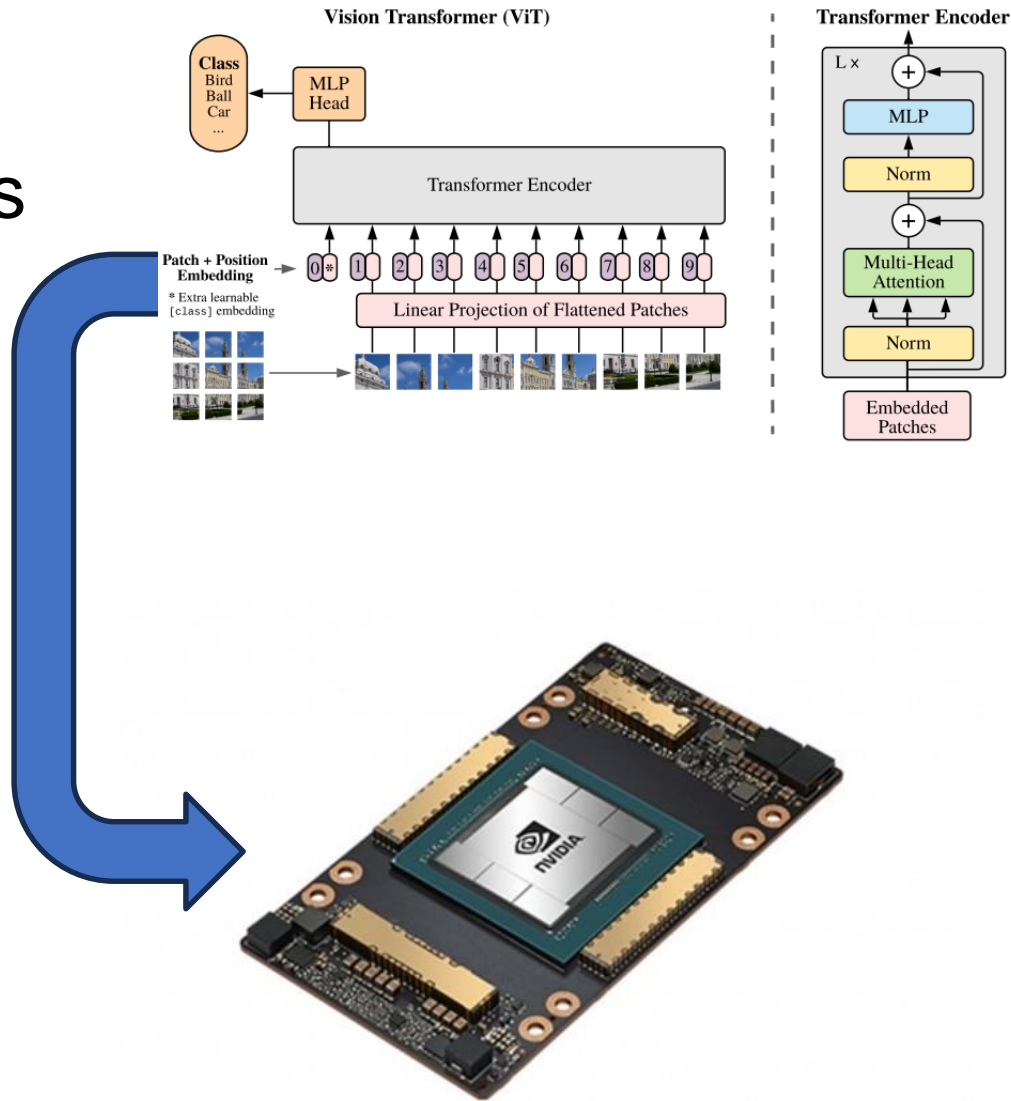 Vision Transformer (ViT)
Class
Bird
Ball
Car
...
MLP
Head
Transformer Encoder
s
Patch + Position
Embedding
* Extra learnable
[class] embedding
0 * 1 2 3 4 5 6 7 8 9
Linear Projection of Flattened Patches
Transformer Encoder
L x
+
MLP
Norm
+
Multi-Head
Attention
Norm
Embedded
Patches
NVIDIA